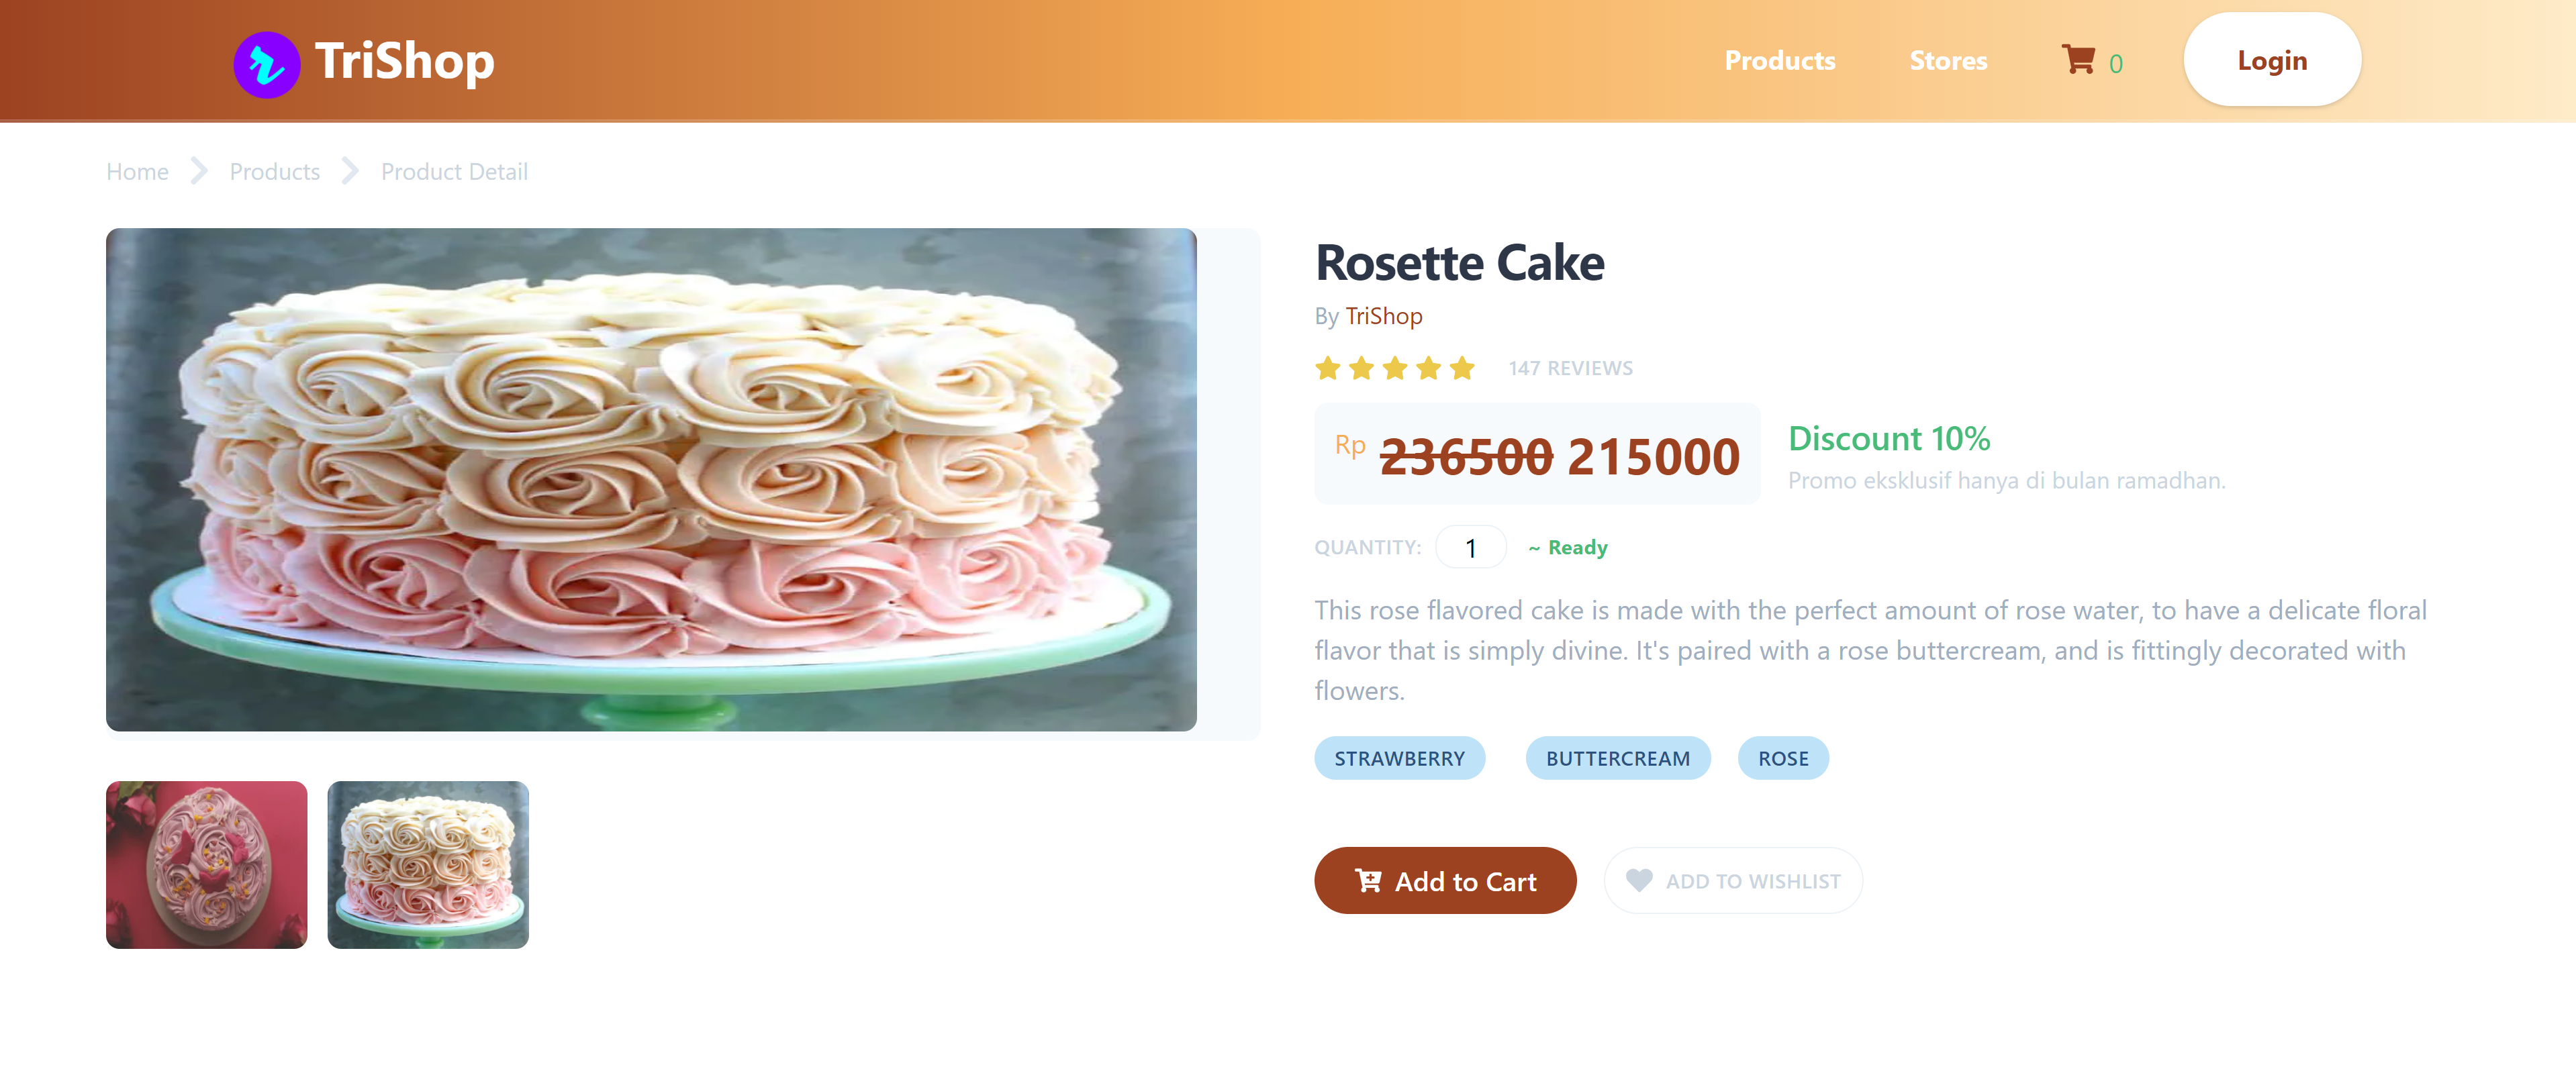 TriShop
Products
Stores
0
Login
Home
Products
Product Detail
Rosette Cake
By TriShop
147 REVIEWS
Rp 236500 215000
Discount 10%
Promo eksklusif hanya di bulan ramadhan.
QUANTITY: 1 ~ Ready
This rose flavored cake is made with the perfect amount of rose water, to have a delicate floral
flavor that is simply divine. It's paired with a rose buttercream, and is fittingly decorated with
flowers.
STRAWBERRY
BUTTERCREAM
ROSE
Add to Cart
ADD TO WISHLIST